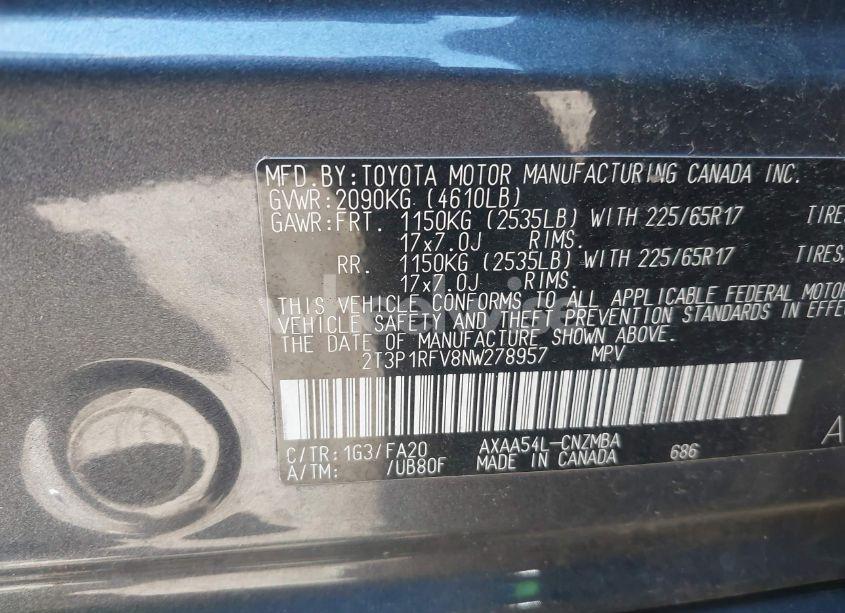 MFD.BY:TOYOTA MOTOR MANUFACTURING CANADA INC.
GVWR:2090KG (4610LB)
GAWR:FRT. 1150KG (2535LB) WITH 225/65R17 TIRES
17x7.0J RIMS.
RR. 1150KG (2535LB) WITH 225/65R17 TIRES,
17x7.0J RIMS.
THIS VEHICLE CONFORMS TO ALL APPLICABLE FEDERAL MOTOR
VEHICLE SAFETY AND THEFT PREVENTION STANDARDS IN EFFE
THE DATE OF MANUFACTURE SHOWN ABOVE.
2T3P1RFV8NW278957 MPV
C/TR:1G3/FA20 AXAA54L-CNZMBA 686 A
A/TM: /UB80F MADE IN CANADA